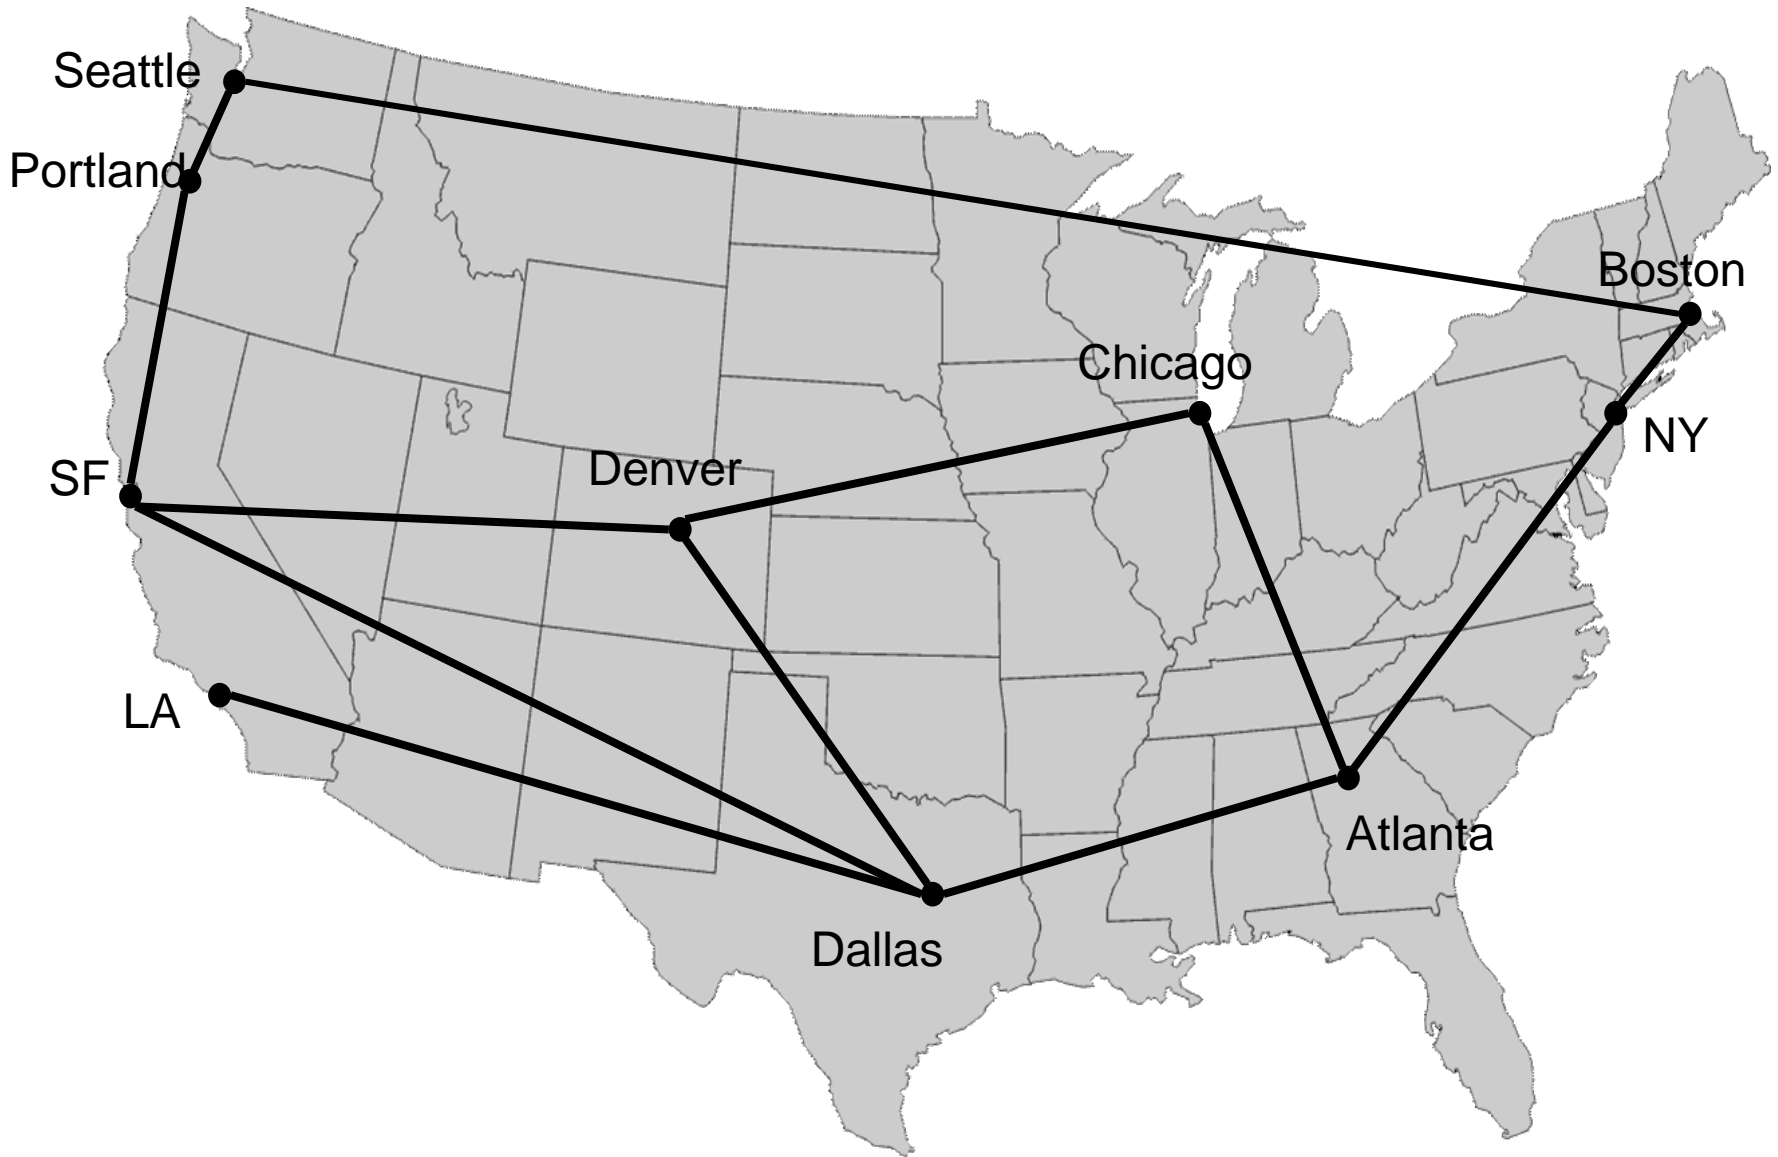 Seattle
Portland
Boston
Chicago
NY
Denver
SF
LA
Atlanta
Dallas